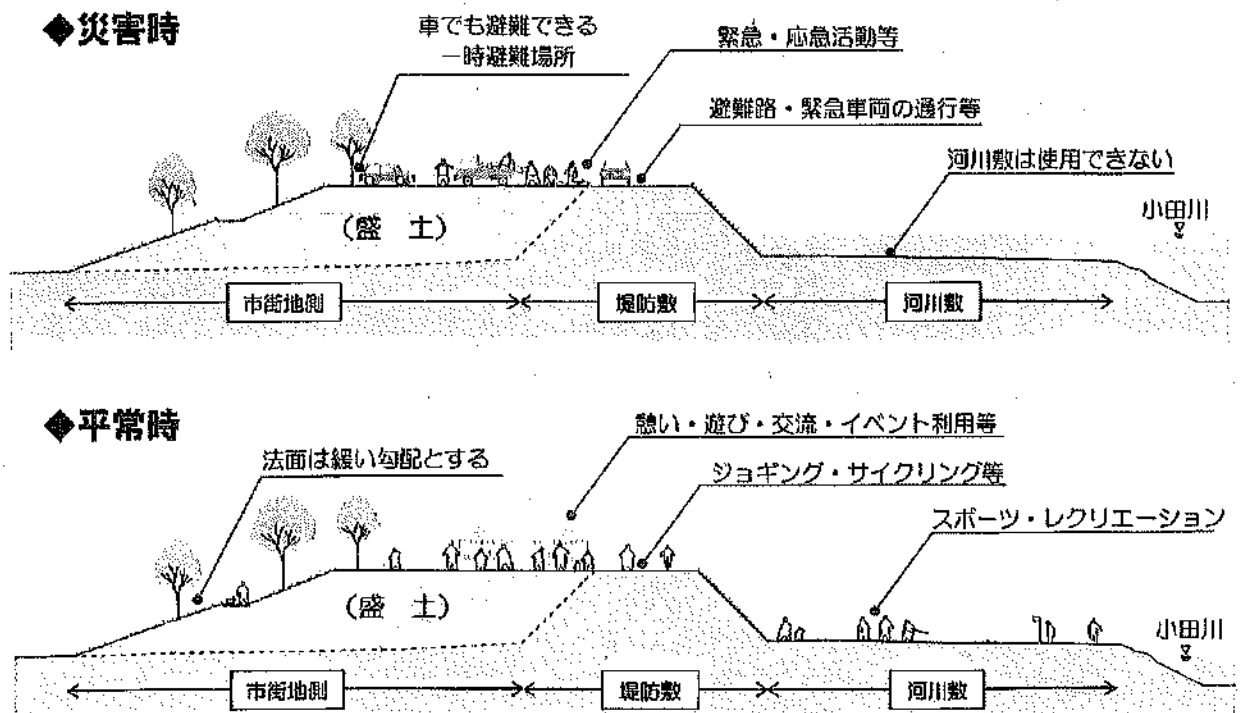 ◆災害時
車でも避難できる
一時避難場所
緊急・応急活動等
避難路・緊急車両の通行等
河川敷は使用できない
小田川
(盛 土)
市街地側
堤防敷
河川敷
◆平常時
憩い・遊び・交流・イベント利用等
法面は緩い勾配とする
ジョギング・サイクリング等
スポーツ・レクリエーション
(盛 土)
小田川
市街地側
堤防敷
河川敷